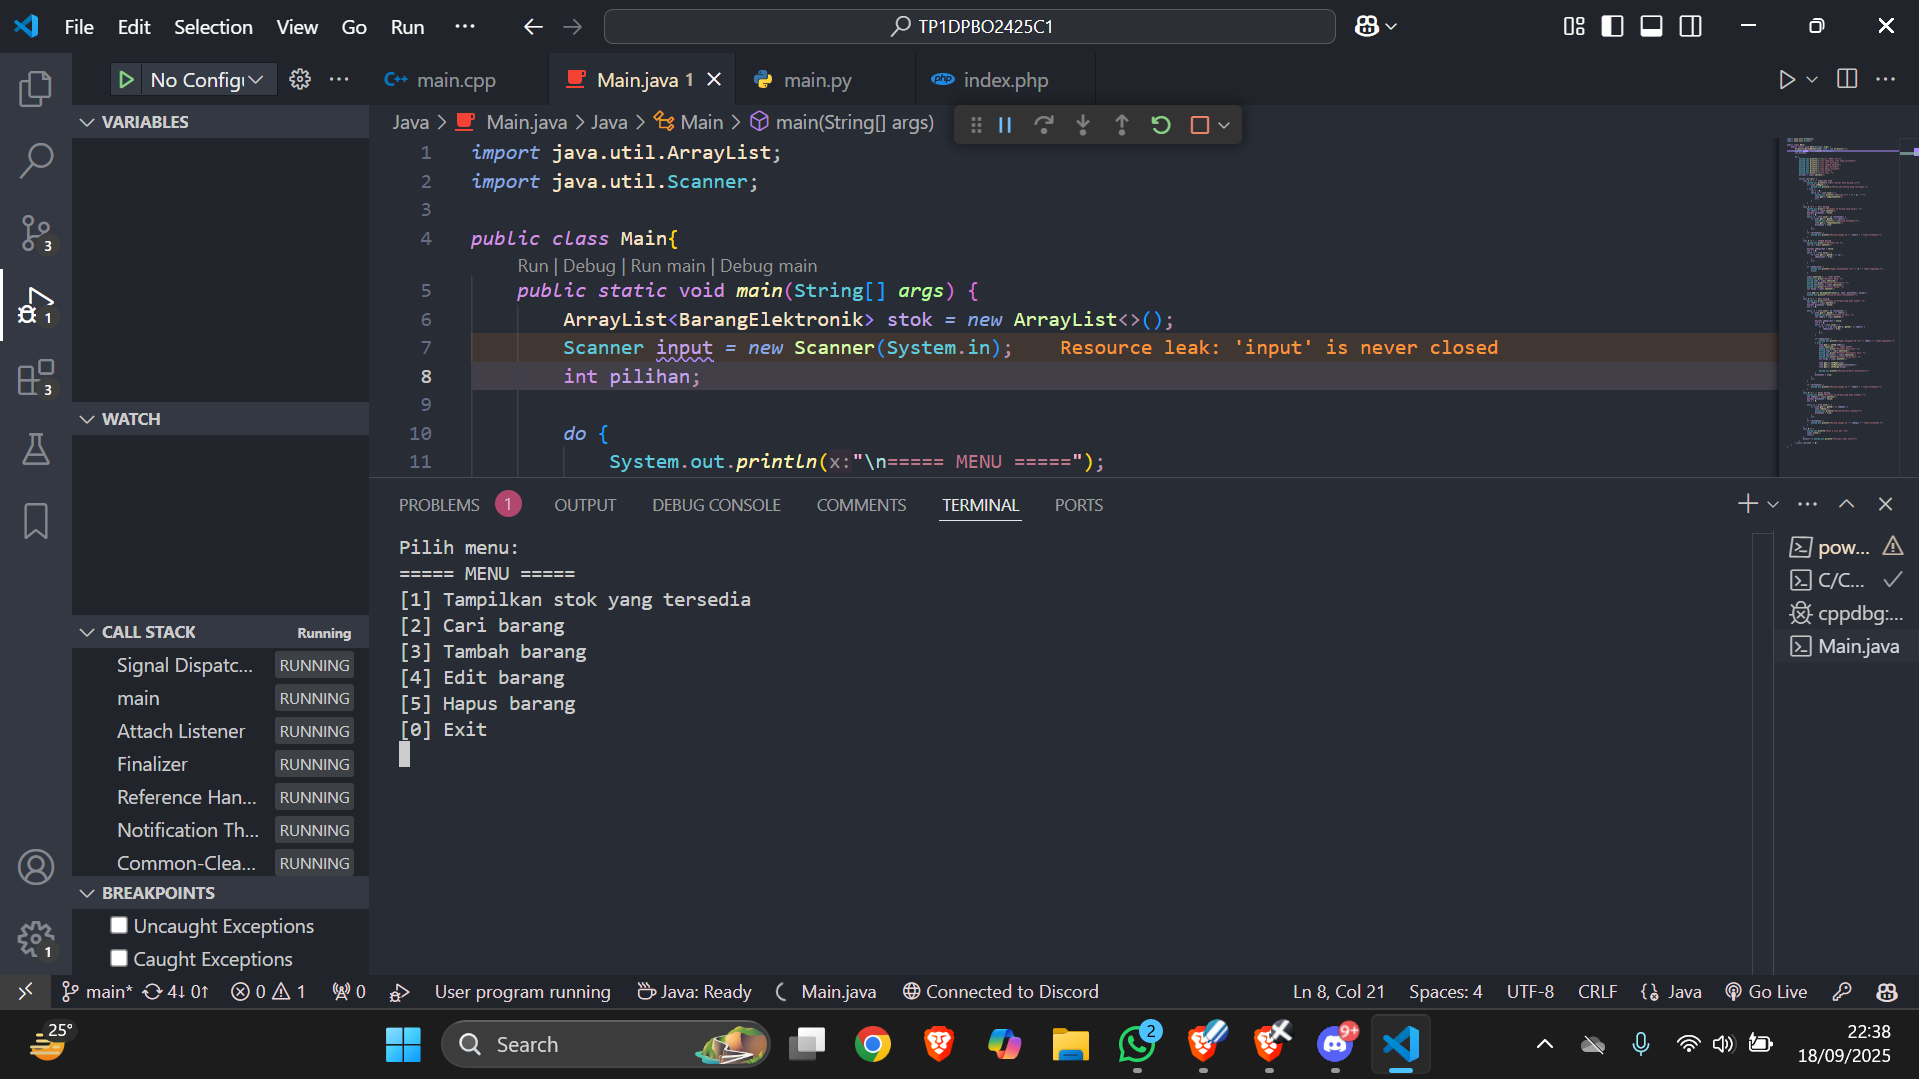 File Edit Selection View Go Run ··· TP1DPBO2425C1
No Config
main.cpp Main.java 1 main.py index.php
VARIABLES
Java > Main.java > Java > Main > main(String[] args)
1 import java.util.ArrayList;
2 import java.util.Scanner;
3
4 public class Main{
Run | Debug | Run main | Debug main
5 public static void main(String[] args) {
6 ArrayList<BarangElektronik> stok = new ArrayList<>();
7 Scanner input = new Scanner(System.in); Resource leak: 'input' is never closed
8 int pilihan;
9
10 do {
11 System.out.println(x:"\n===== MENU =====");
3
1
3
1
WATCH
CALL STACK Running
Signal Dispatc... RUNNING
main RUNNING
Attach Listener RUNNING
Finalizer RUNNING
Reference Han... RUNNING
Notification Th... RUNNING
Common-Clea... RUNNING
BREAKPOINTS
Uncaught Exceptions
Caught Exceptions
PROBLEMS 1 OUTPUT DEBUG CONSOLE COMMENTS TERMINAL PORTS
Pilih menu:
===== MENU =====
[1] Tampilkan stok yang tersedia
[2] Cari barang
[3] Tambah barang
[4] Edit barang
[5] Hapus barang
[0] Exit
pow...
C/C...
cppdbg:...
Main.java
main* 4↓ 0↑ 0 1 0 User program running Java: Ready Main.java Connected to Discord Ln 8, Col 21 Spaces: 4 UTF-8 CRLF Java Go Live
25° Search 2 9+ 22:38
18/09/2025